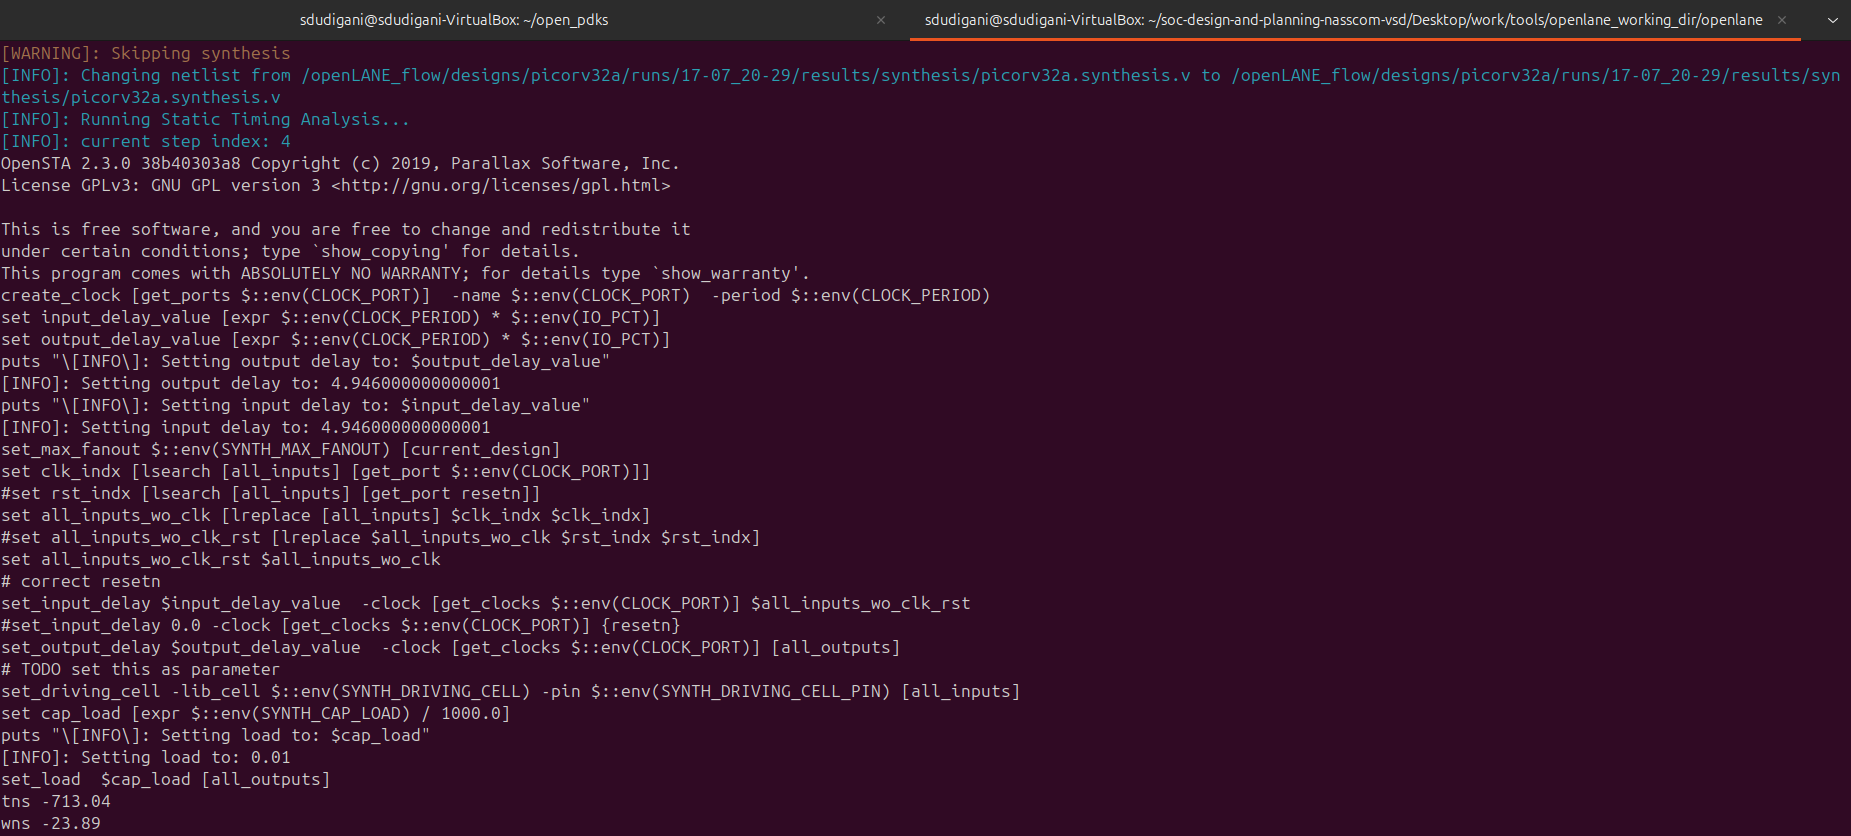 sdudigani@sdudigani-VirtualBox: ~/open_pdks
sdudigani@sdudigani-VirtualBox: ~/soc-design-and-planning-nasscom-vsd/Desktop/work/tools/openlane_working_dir/openlane
[WARNING]: Skipping synthesis
[INFO]: Changing netlist from /openLANE_flow/designs/picorv32a/runs/17-07_20-29/results/synthesis/picorv32a.synthesis.v to /openLANE_flow/designs/picorv32a/runs/17-07_20-29/results/syn
thesis/picorv32a.synthesis.v
[INFO]: Running Static Timing Analysis...
[INFO]: current step index: 4
OpenSTA 2.3.0 38b40303a8 Copyright (c) 2019, Parallax Software, Inc.
License GPLv3: GNU GPL version 3 <http://gnu.org/licenses/gpl.html>
This is free software, and you are free to change and redistribute it
under certain conditions; type `show_copying' for details.
This program comes with ABSOLUTELY NO WARRANTY; for details type `show_warranty'.
create_clock [get_ports $::env(CLOCK_PORT)]  -name $::env(CLOCK_PORT)  -period $::env(CLOCK_PERIOD)
set input_delay_value [expr $::env(CLOCK_PERIOD) * $::env(IO_PCT)]
set output_delay_value [expr $::env(CLOCK_PERIOD) * $::env(IO_PCT)]
puts "\[INFO\]: Setting output delay to: $output_delay_value"
[INFO]: Setting output delay to: 4.946000000000001
puts "\[INFO\]: Setting input delay to: $input_delay_value"
[INFO]: Setting input delay to: 4.946000000000001
set_max_fanout $::env(SYNTH_MAX_FANOUT) [current_design]
set clk_indx [lsearch [all_inputs] [get_port $::env(CLOCK_PORT)]]
#set rst_indx [lsearch [all_inputs] [get_port resetn]]
set all_inputs_wo_clk [lreplace [all_inputs] $clk_indx $clk_indx]
#set all_inputs_wo_clk_rst [lreplace $all_inputs_wo_clk $rst_indx $rst_indx]
set all_inputs_wo_clk_rst $all_inputs_wo_clk
# correct resetn
set_input_delay $input_delay_value  -clock [get_clocks $::env(CLOCK_PORT)] $all_inputs_wo_clk_rst
#set_input_delay 0.0 -clock [get_clocks $::env(CLOCK_PORT)] {resetn}
set_output_delay $output_delay_value  -clock [get_clocks $::env(CLOCK_PORT)] [all_outputs]
# TODO set this as parameter
set_driving_cell -lib_cell $::env(SYNTH_DRIVING_CELL) -pin $::env(SYNTH_DRIVING_CELL_PIN) [all_inputs]
set cap_load [expr $::env(SYNTH_CAP_LOAD) / 1000.0]
puts "\[INFO\]: Setting load to: $cap_load"
[INFO]: Setting load to: 0.01
set_load  $cap_load [all_outputs]
tns -713.04
wns -23.89